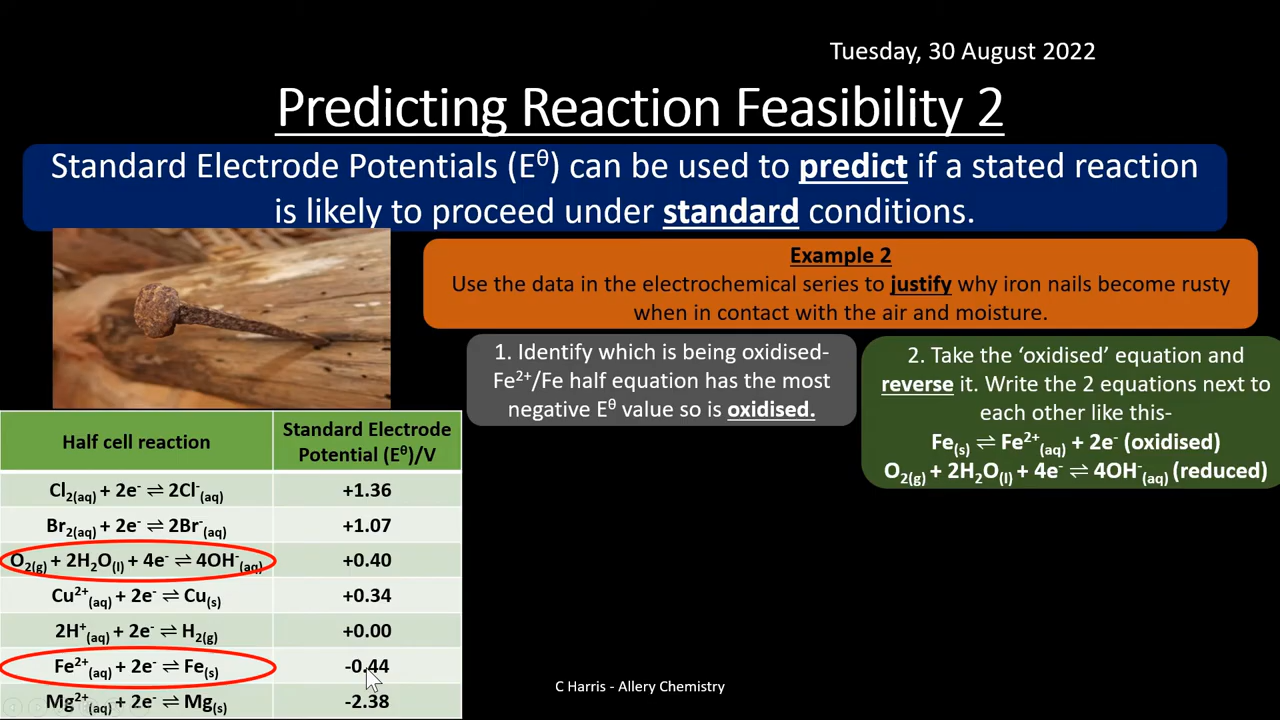 Tuesday, 30 August 2022
Predicting Reaction Feasibility 2
Standard Electrode Potentials (E^θ) can be used to predict if a stated reaction
is likely to proceed under standard conditions.
Example 2
Use the data in the electrochemical series to justify why iron nails become rusty
when in contact with the air and moisture.
1. Identify which is being oxidised-
Fe²⁺/Fe half equation has the most
negative E^θ value so is oxidised.
2. Take the ‘oxidised’ equation and
reverse it. Write the 2 equations next to
each other like this-
Fe₍s₎ ⇌ Fe²⁺(aq) + 2e⁻ (oxidised)
O₂(g) + 2H₂O(l) + 4e⁻ ⇌ 4OH⁻(aq) (reduced)
Half cell reaction
Standard Electrode
Potential (E^θ)/V
Cl₂(aq) + 2e⁻ ⇌ 2Cl⁻(aq)
+1.36
Br₂(aq) + 2e⁻ ⇌ 2Br⁻(aq)
+1.07
O₂(g) + 2H₂O(l) + 4e⁻ ⇌ 4OH⁻(aq)
+0.40
Cu²⁺(aq) + 2e⁻ ⇌ Cu(s)
+0.34
2H⁺(aq) + 2e⁻ ⇌ H₂(g)
+0.00
Fe²⁺(aq) + 2e⁻ ⇌ Fe(s)
-0.44
Mg²⁺(aq) + 2e⁻ ⇌ Mg(s)
-2.38
C Harris - Allery Chemistry